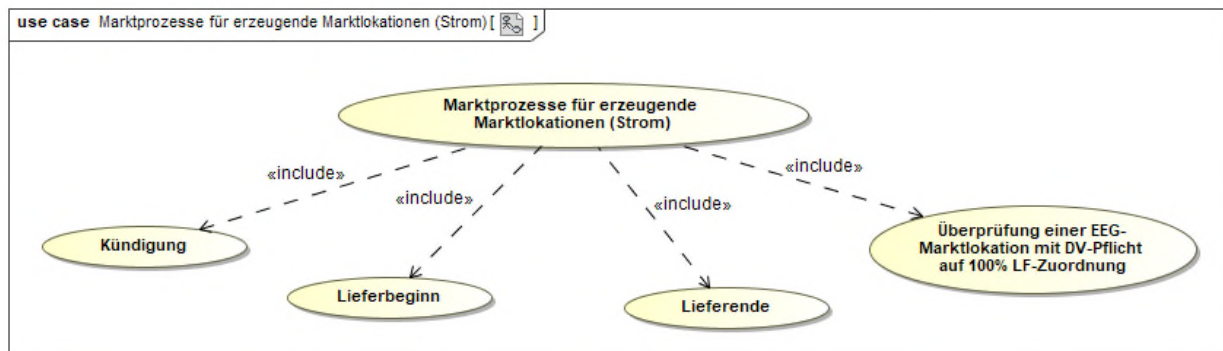 use case Marktprozesse für erzeugende Marktlokationen (Strom) [ ]
Marktprozesse für erzeugende
Marktlokationen (Strom)
«include»
«include»
«include»
«include»
Kündigung
Lieferbeginn
Lieferende
Überprüfung einer EEG-
Marktlokation mit DV-Pflicht
auf 100% LF-Zuordnung